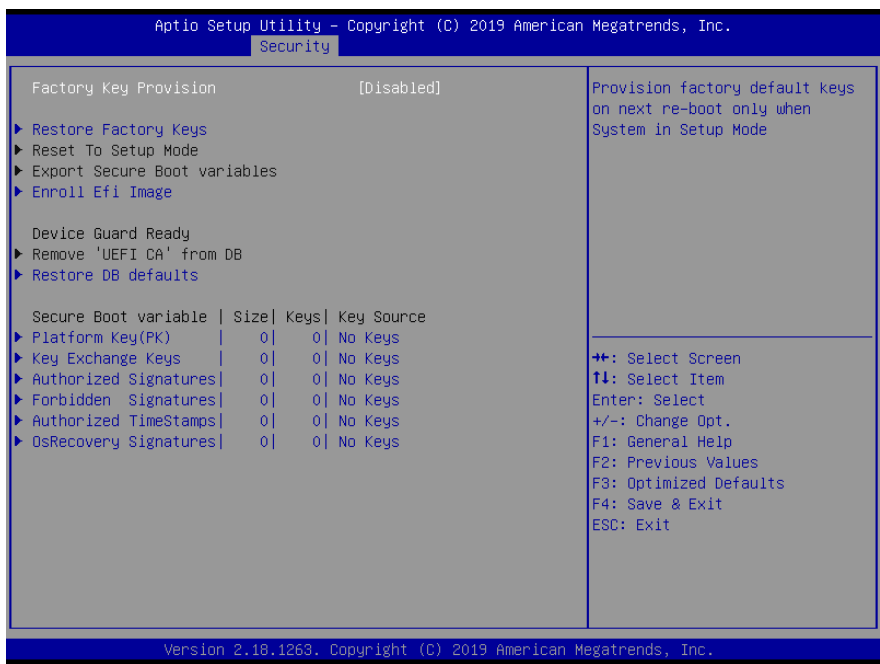 Aptio Setup Utility – Copyright (C) 2019 American Megatrends, Inc.
Security
Factory Key Provision [Disabled]
▶ Restore Factory Keys
▶ Reset To Setup Mode
▶ Export Secure Boot variables
▶ Enroll Efi Image
Device Guard Ready
▶ Remove 'UEFI CA' from DB
▶ Restore DB defaults
Secure Boot variable | Size| Keys| Key Source
▶ Platform Key(PK) | 0| 0| No Keys
▶ Key Exchange Keys | 0| 0| No Keys
▶ Authorized Signatures| 0| 0| No Keys
▶ Forbidden Signatures| 0| 0| No Keys
▶ Authorized TimeStamps| 0| 0| No Keys
▶ OsRecovery Signatures| 0| 0| No Keys
Provision factory default keys
on next re-boot only when
System in Setup Mode
→←: Select Screen
↑↓: Select Item
Enter: Select
+/-: Change Opt.
F1: General Help
F2: Previous Values
F3: Optimized Defaults
F4: Save & Exit
ESC: Exit
Version 2.18.1263. Copyright (C) 2019 American Megatrends, Inc.